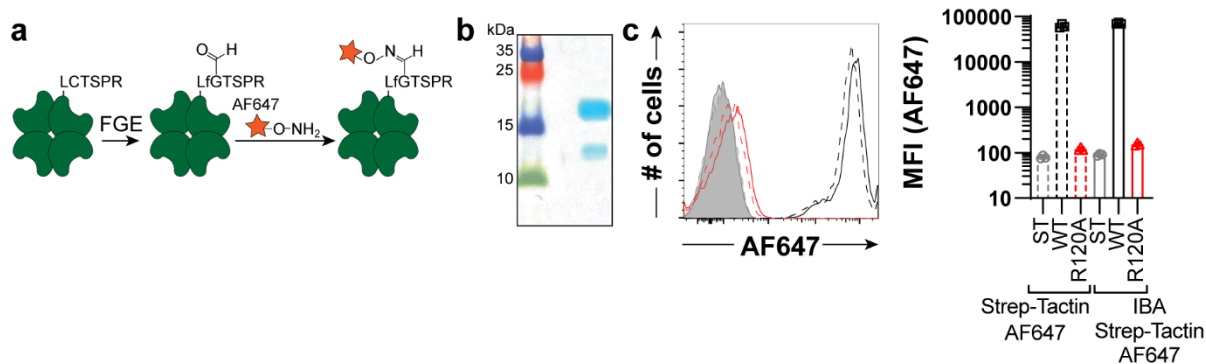 a
LCTSPR
FGE
O
H
LfGTSPR
AF647
O-NH2
O
N
H
LfGTSPR
b
kDa
35
25
15
10
c
# of cells
AF647
MFI (AF647)
100000
10000
1000
100
10
ST
WT
R120A
ST
WT
R120A
Strep-Tactin
AF647
IBA
Strep-Tactin
AF647